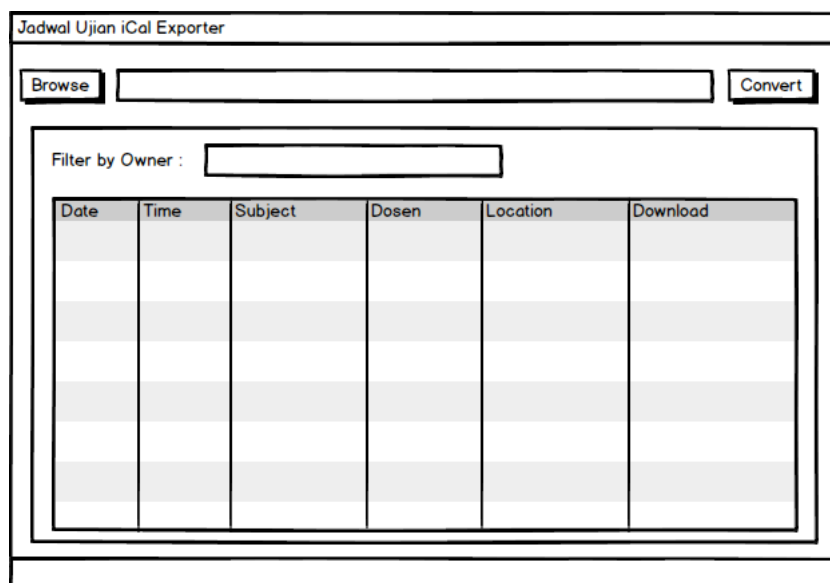 Jadwal Ujian iCal Exporter
Browse Convert
Filter by Owner :
Date Time Subject Dosen Location Download